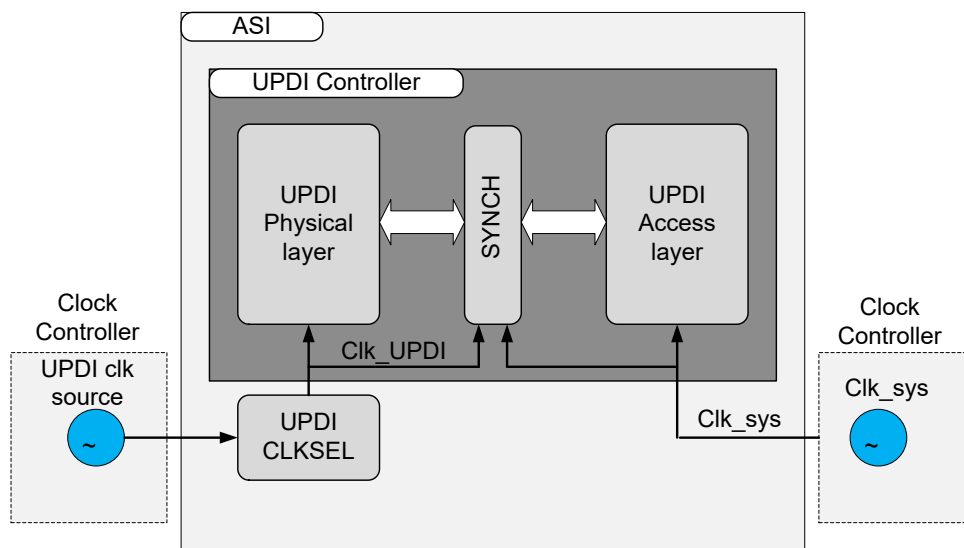 ASI
UPDI Controller
UPDI
Physical
layer
SYNCH
UPDI
Access
layer
Clock
Controller
UPDI clk
source
~
Clk_UPDI
UPDI
CLKSEL
Clk_sys
Clock
Controller
Clk_sys
~